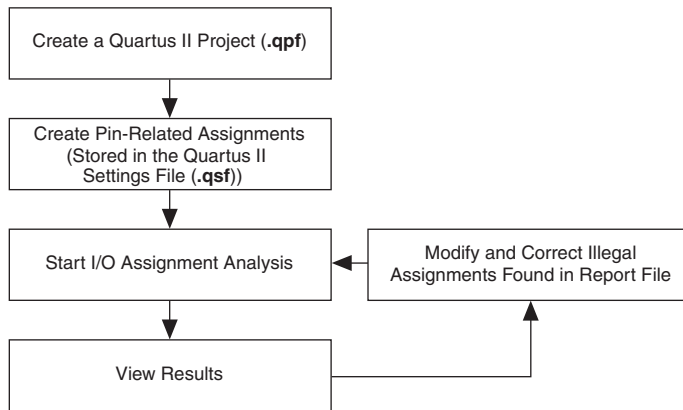 Create a Quartus II Project (.qpf)
Create Pin-Related Assignments
(Stored in the Quartus II
Settings File (.qsf))
Start I/O Assignment Analysis
Modify and Correct Illegal
Assignments Found in Report File
View Results